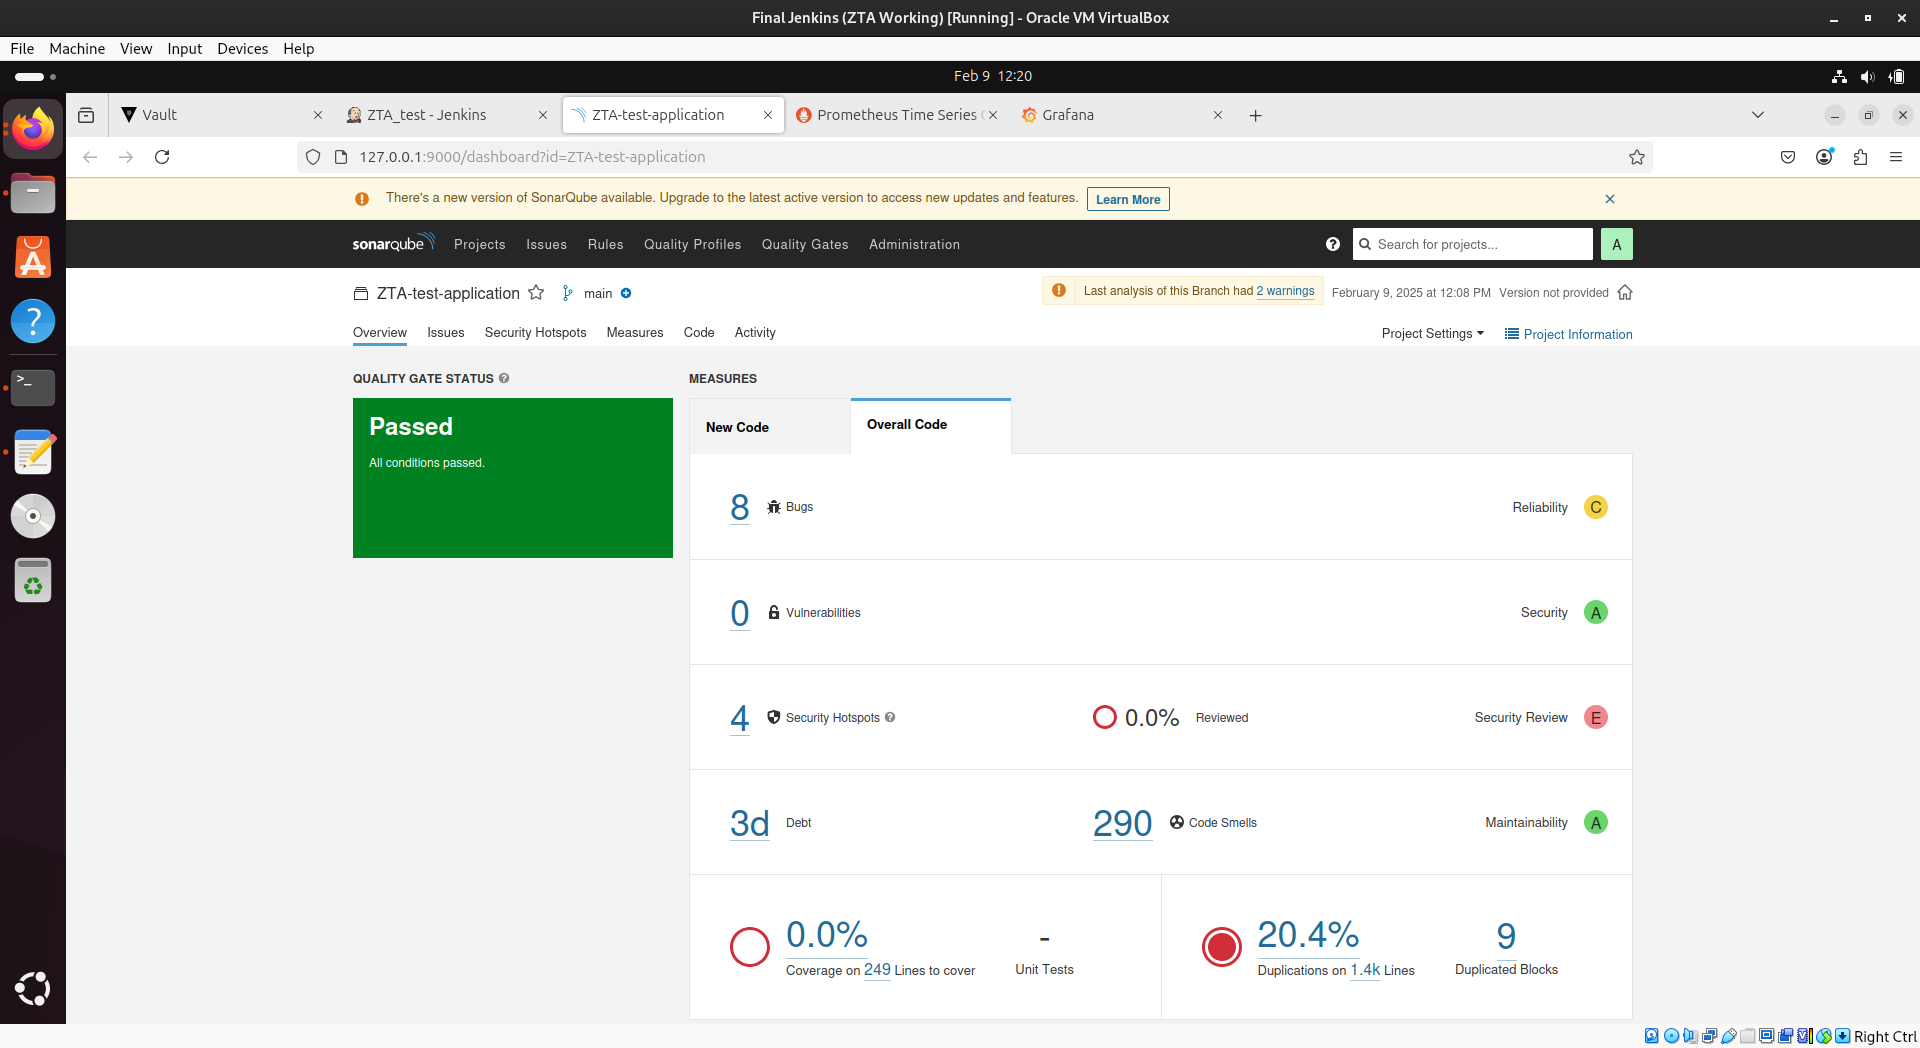 Final Jenkins (ZTA Working) [Running] - Oracle VM VirtualBox
File Machine View Input Devices Help
Feb 9 12:20
Vault
ZTA_test - Jenkins
ZTA-test-application
Prometheus Time Series
Grafana
127.0.0.1:9000/dashboard?id=ZTA-test-application
There's a new version of SonarQube available. Upgrade to the latest active version to access new updates and features. Learn More
sonarqube Projects Issues Rules Quality Profiles Quality Gates Administration Search for projects... A
ZTA-test-application main Last analysis of this Branch had 2 warnings February 9, 2025 at 12:08 PM Version not provided
Overview Issues Security Hotspots Measures Code Activity Project Settings Project Information
QUALITY GATE STATUS
Passed
All conditions passed.
MEASURES
New Code
Overall Code
8 Bugs Reliability C
0 Vulnerabilities Security A
4 Security Hotspots 0.0% Reviewed Security Review E
3d Debt 290 Code Smells Maintainability A
0.0%
Coverage on 249 Lines to cover
-
Unit Tests
20.4%
Duplications on 1.4k Lines
9
Duplicated Blocks
Right Ctrl